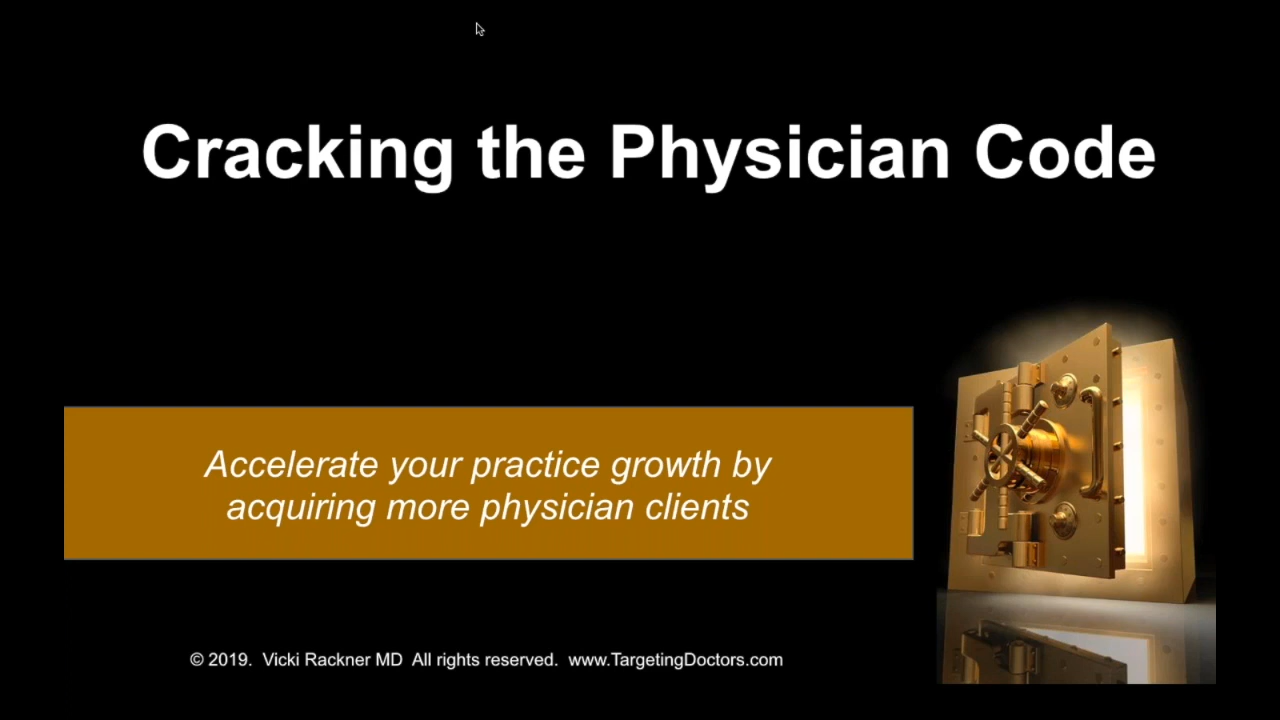 Cracking the Physician Code
Accelerate your practice growth by
acquiring more physician clients
© 2019.  Vicki Rackner MD  All rights reserved.  www.TargetingDoctors.com